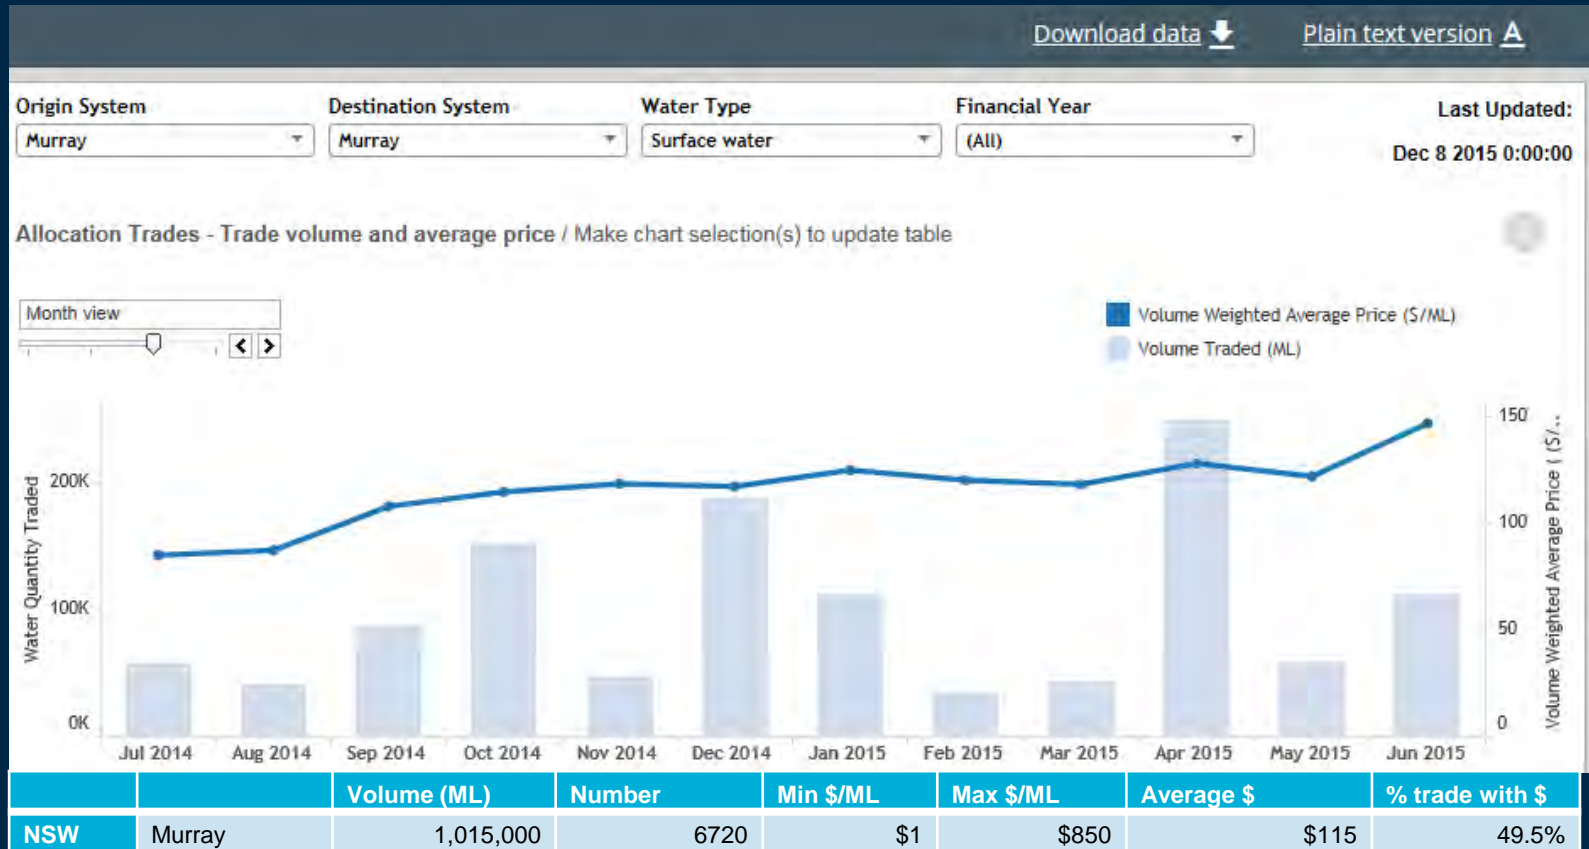 Download data
Plain text version A
Origin System Destination System Water Type Financial Year Last Updated:
Murray Murray Surface water (All) Dec 8 2015 0:00:00
Allocation Trades - Trade volume and average price / Make chart selection(s) to update table
Month view
Volume Weighted Average Price ($/ML)
Volume Traded (ML)
Water Quantity Traded
200K
100K
0K
150
100
50
0
Volume Weighted Average Price ( ($/...
Jul 2014 Aug 2014 Sep 2014 Oct 2014 Nov 2014 Dec 2014 Jan 2015 Feb 2015 Mar 2015 Apr 2015 May 2015 Jun 2015
Volume (ML) Number Min $/ML Max $/ML Average $ % trade with $
NSW Murray 1,015,000 6720 $1 $850 $115 49.5%